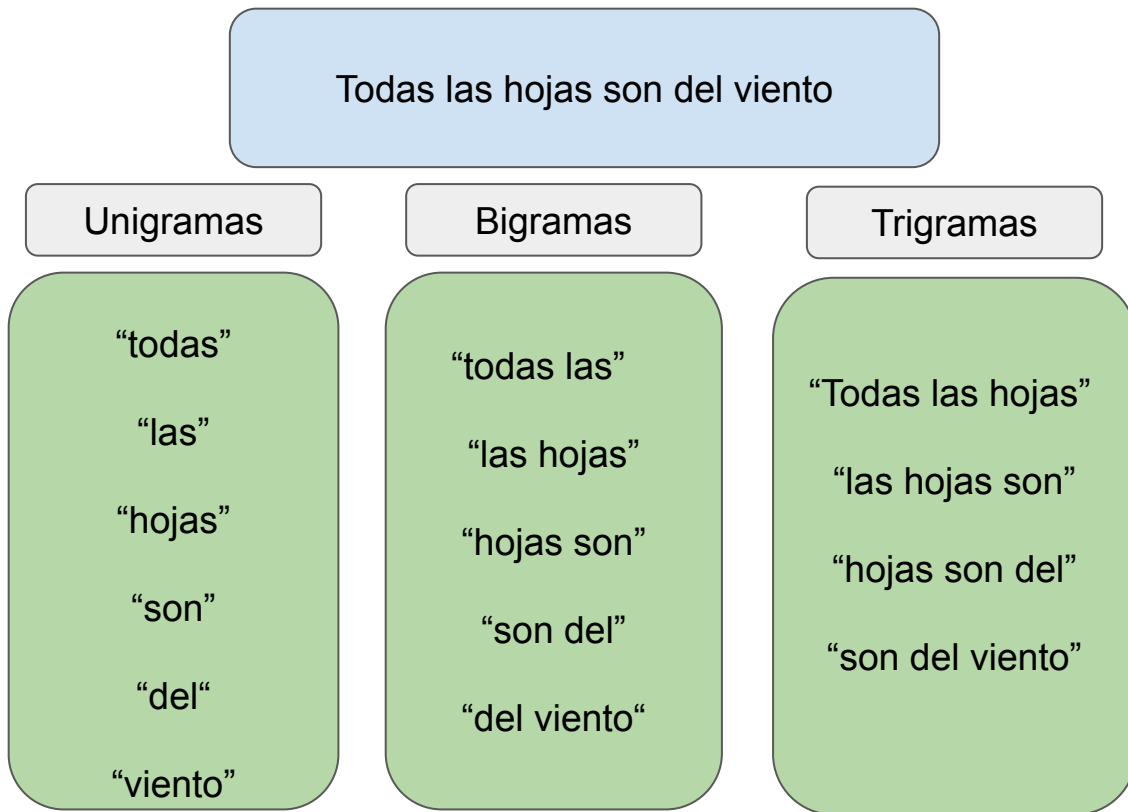 Todas las hojas son del viento
Unigramas
“todas”
“las”
“hojas”
“son”
“del“
“viento”
Bigramas
“todas las”
“las hojas”
“hojas son”
“son del”
“del viento“
Trigramas
“Todas las hojas”
“las hojas son”
“hojas son del”
“son del viento”